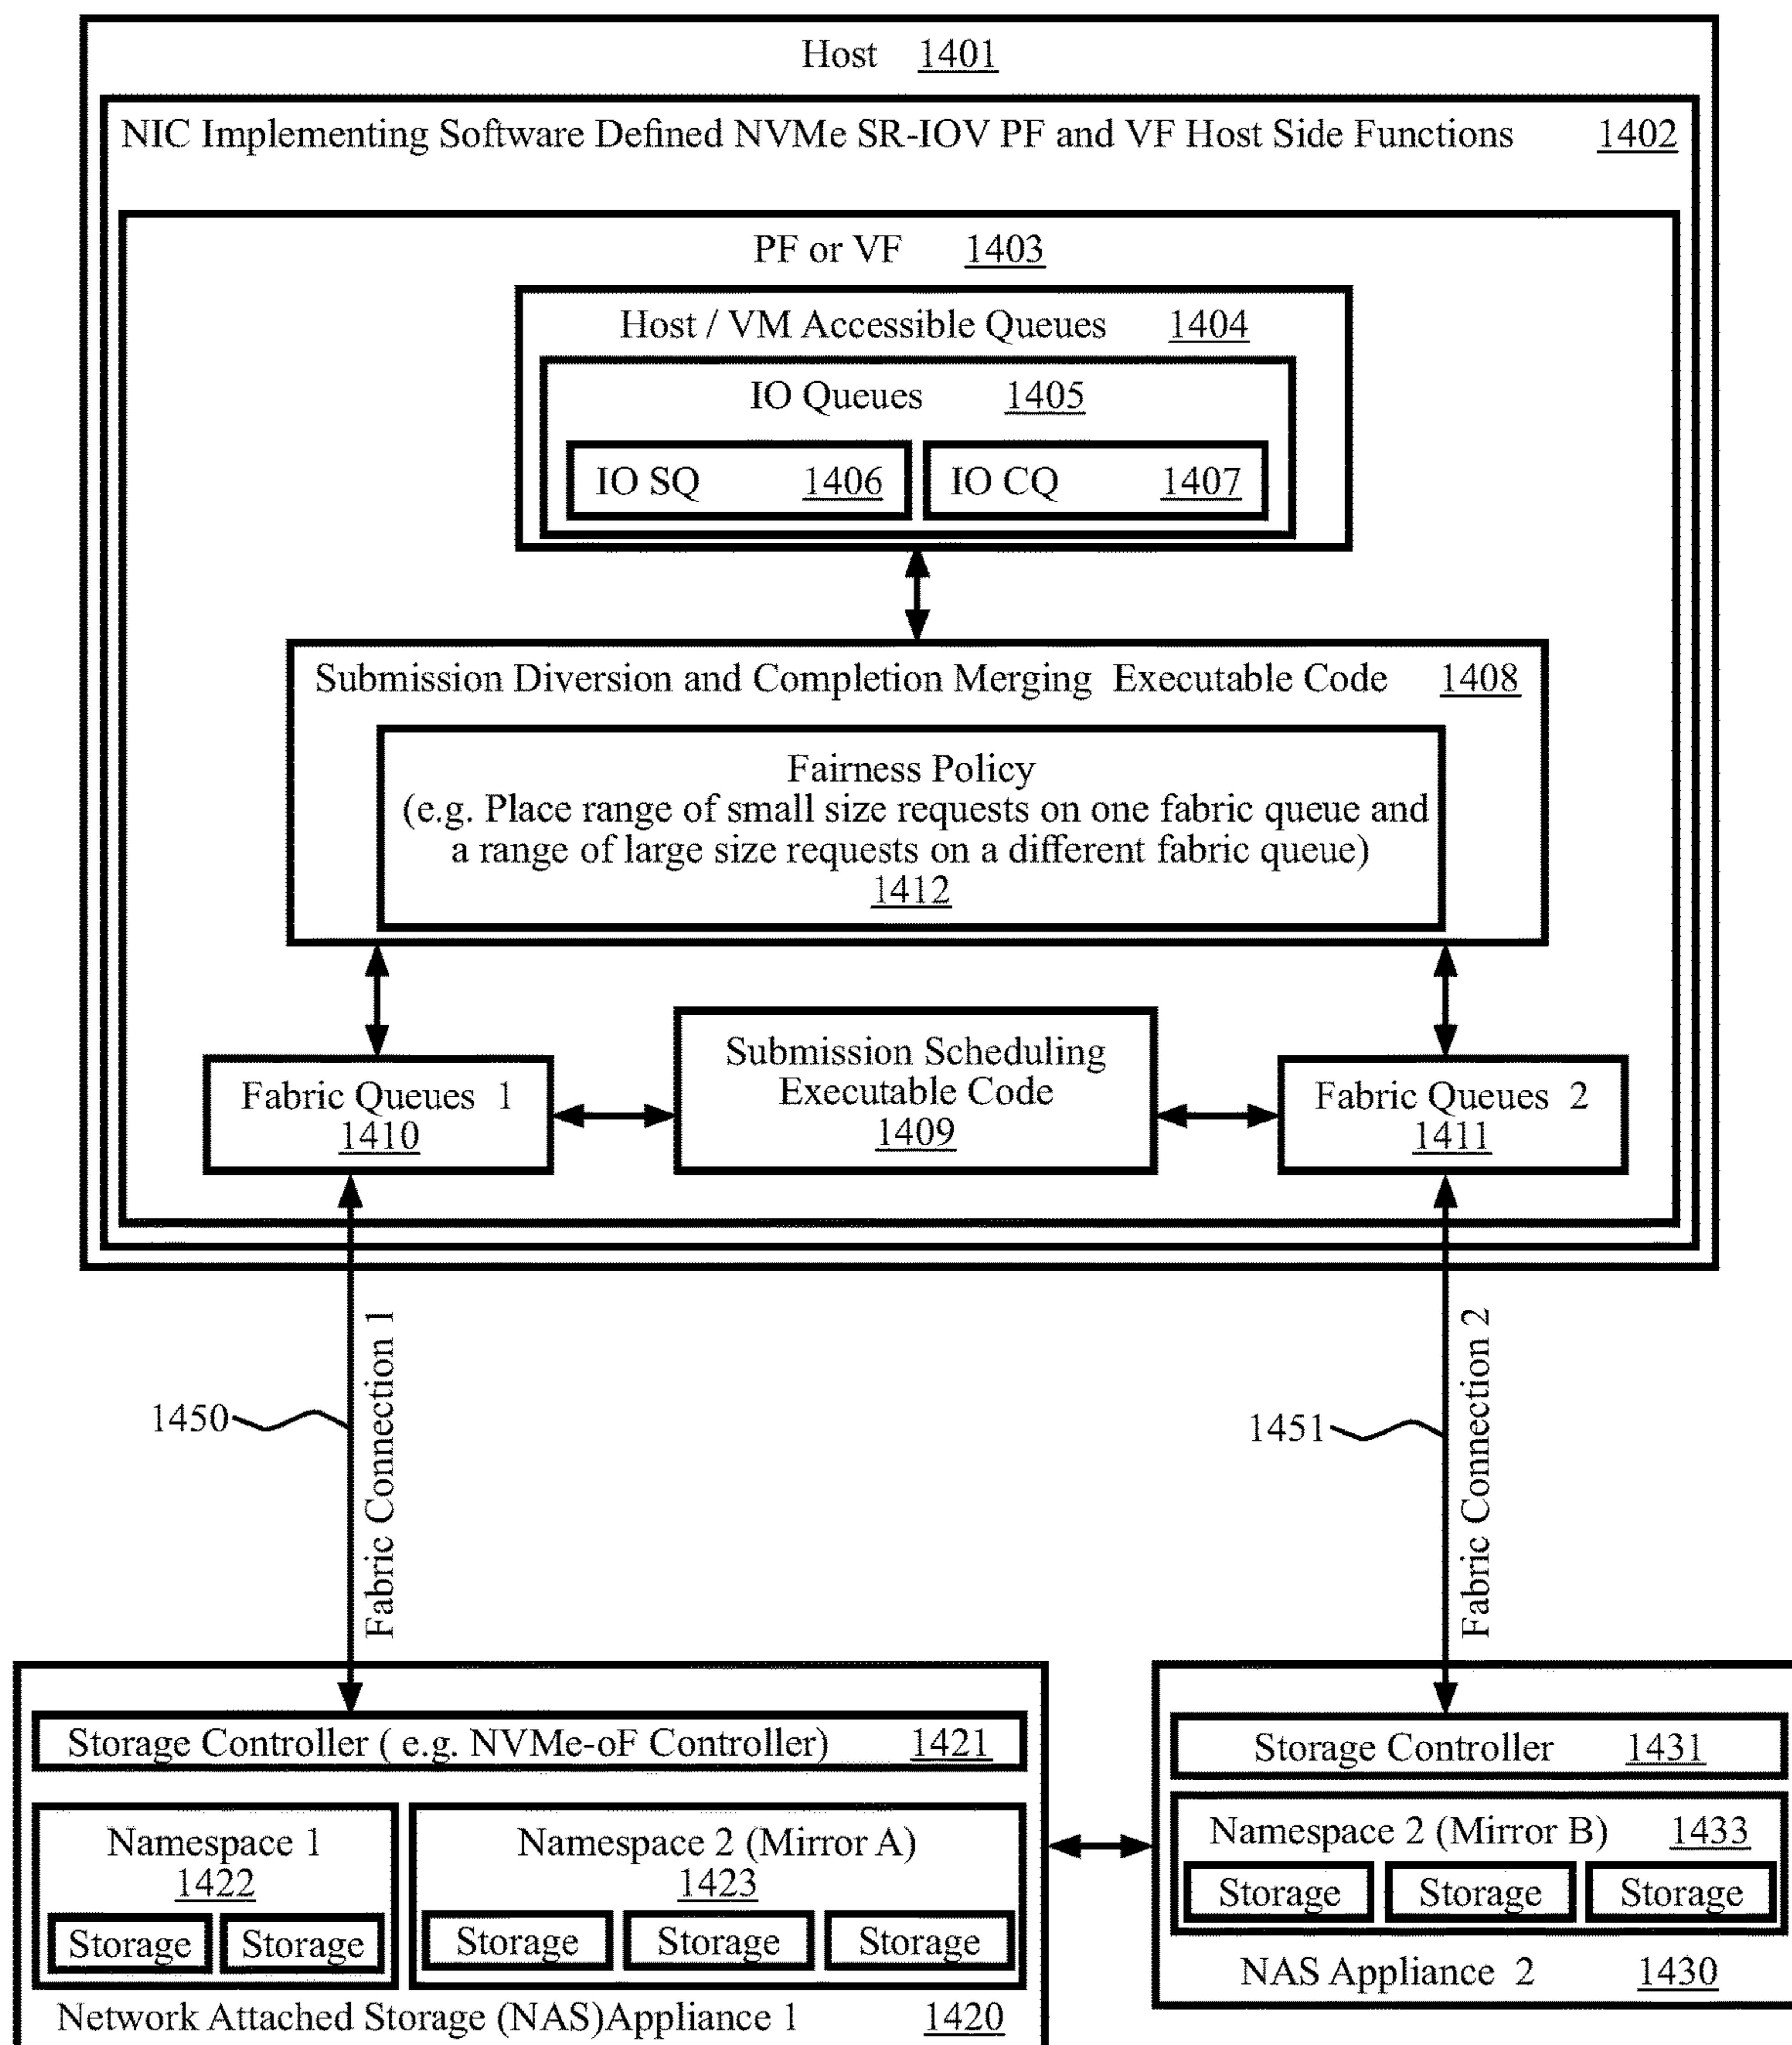 Host 1401
NIC Implementing Software Defined NVMe SR-IOV PF and VF Host Side Functions 1402
PF or VF 1403
Host / VM Accessible Queues 1404
IO Queues 1405
IO SQ 1406
IO CQ 1407
Submission Diversion and Completion Merging Executable Code 1408
Fairness Policy
(e.g. Place range of small size requests on one fabric queue and
a range of large size requests on a different fabric queue)
1412
Fabric Queues 1
1410
Submission Scheduling
Executable Code
1409
Fabric Queues 2
1411
1450
Fabric Connection 1
1451
Fabric Connection 2
Storage Controller ( e.g. NVMe-oF Controller) 1421
Namespace 1
1422
Storage
Storage
Namespace 2 (Mirror A)
1423
Storage
Storage
Storage
Network Attached Storage (NAS)Appliance 1 1420
Storage Controller 1431
Namespace 2 (Mirror B) 1433
Storage
Storage
Storage
NAS Appliance 2 1430